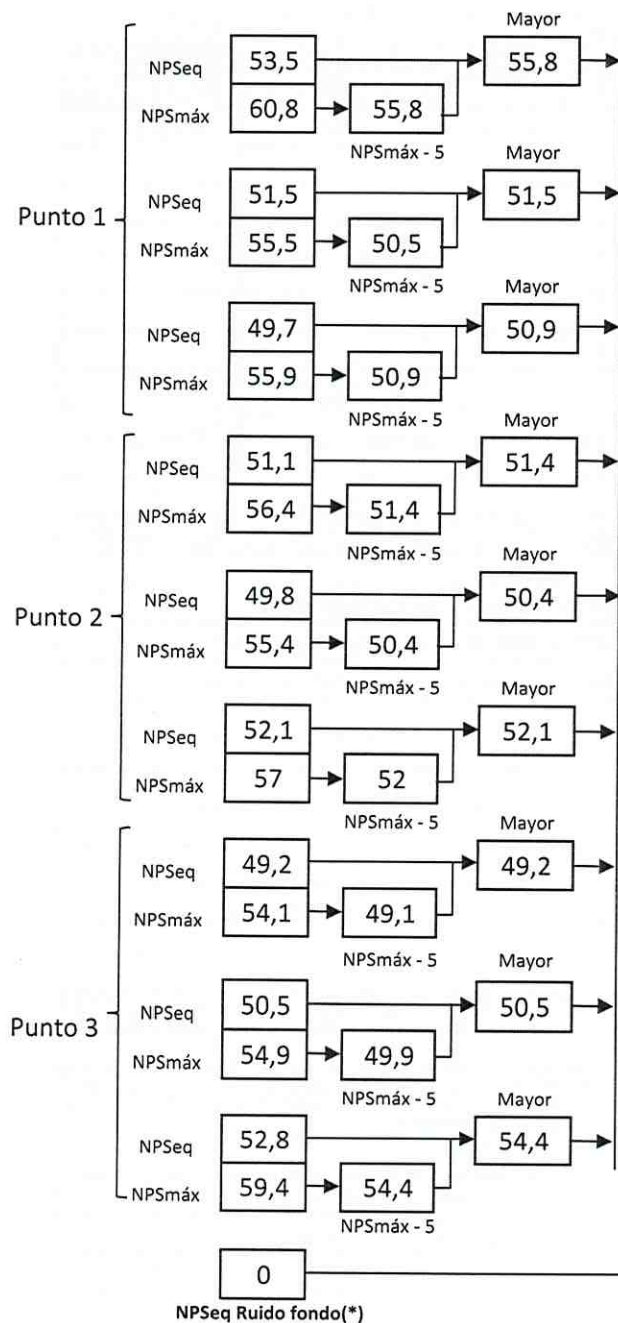 Mayor
NPSeq 53,5 55,8
NPSmáx 60,8 55,8
NPSmáx - 5
Mayor
Punto 1
NPSeq 51,5 51,5
NPSmáx 55,5 50,5
NPSmáx - 5
Mayor
NPSeq 49,7 50,9
NPSmáx 55,9 50,9
NPSmáx - 5
Mayor
NPSeq 51,1 51,4
NPSmáx 56,4 51,4
NPSmáx - 5
Mayor
Punto 2
NPSeq 49,8 50,4
NPSmáx 55,4 50,4
NPSmáx - 5
Mayor
NPSeq 52,1 52,1
NPSmáx 57 52
NPSmáx - 5
Mayor
NPSeq 49,2 49,2
NPSmáx 54,1 49,1
NPSmáx - 5
Mayor
Punto 3
NPSeq 50,5 50,5
NPSmáx 54,9 49,9
NPSmáx - 5
Mayor
NPSeq 52,8 54,4
NPSmáx 59,4 54,4
NPSmáx - 5
0
NPSeq Ruido fondo(*)